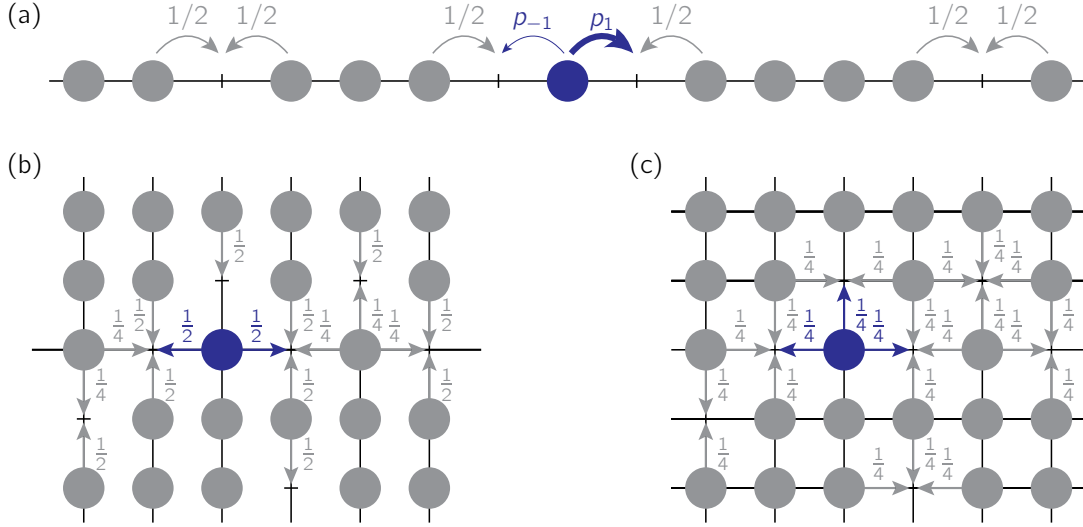 (a) 1/2 1/2 1/2 p₋₁ p₁ 1/2 1/2 1/2
(b)
1/2 1/2
1/4 1/2 1/2 1/2 1/2 1/4 1/4 1/4 1/2
1/4 1/2 1/2
1/2 1/2
(c)
1/4 1/4 1/4 1/4 1/4
1/4 1/4 1/4 1/4 1/4 1/4 1/4 1/4 1/4 1/4
1/4 1/4 1/4 1/4
1/4 1/4 1/4 1/4